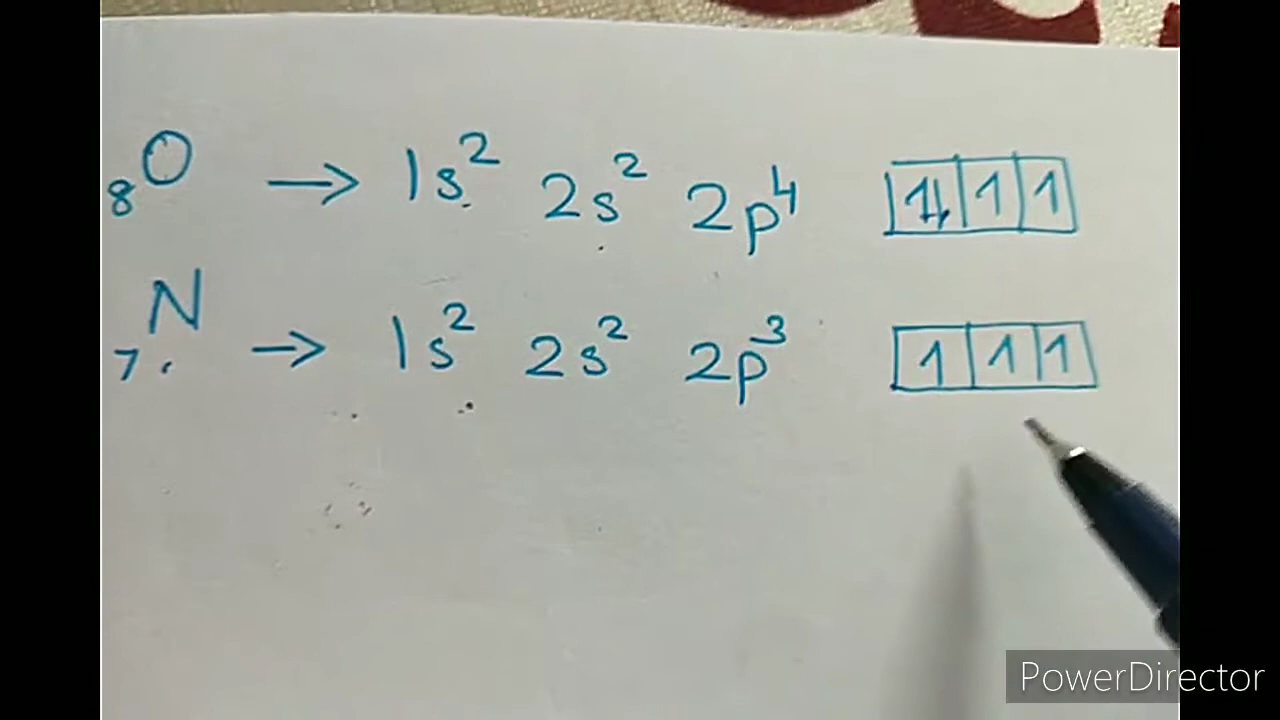 ₈O → 1s² 2s² 2p⁴ 1⇂ 1 1
₇N → 1s² 2s² 2p³ 1 1 1
PowerDirector